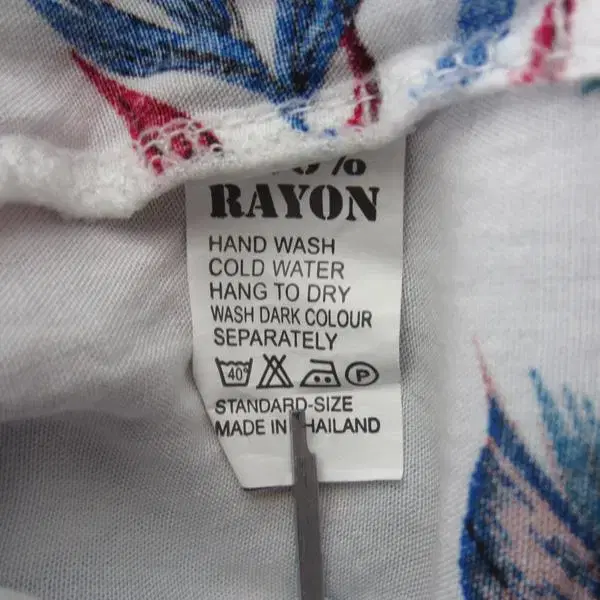 RAYON
HAND WASH
COLD WATER
HANG TO DRY
WASH DARK COLOUR
SEPARATELY
40° P
STANDARD-SIZE
MADE IN THAILAND